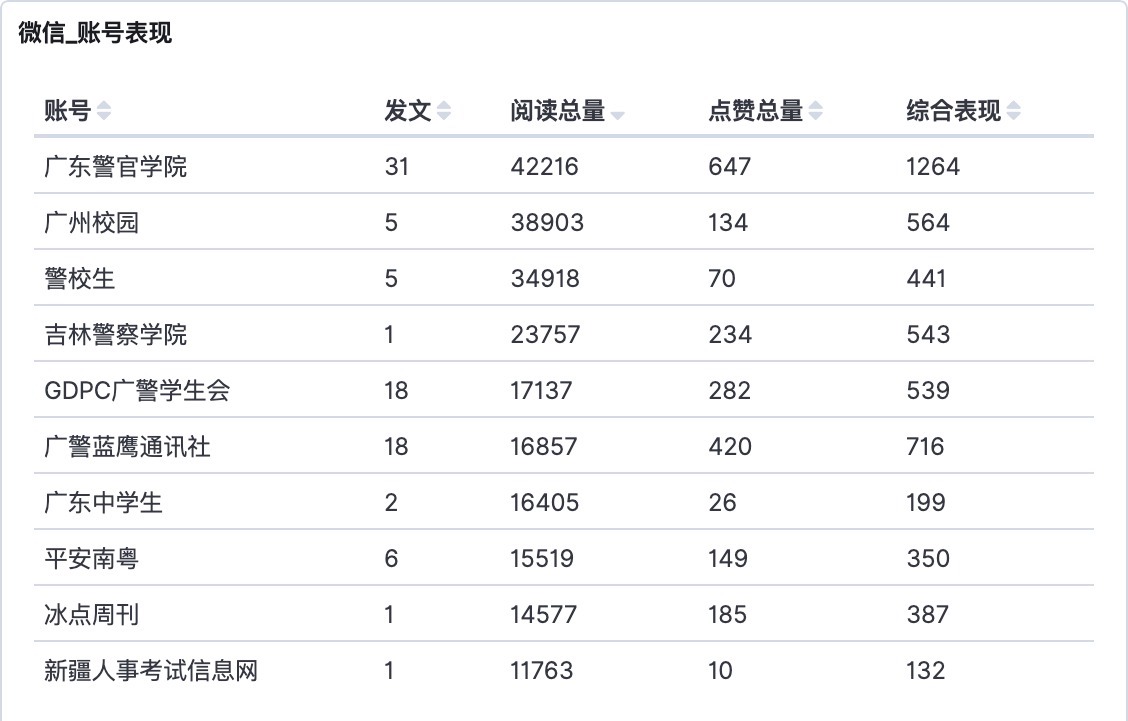 微信_账号表现
账号 发文 阅读总量 点赞总量 综合表现
广东警官学院 31 42216 647 1264
广州校园 5 38903 134 564
警校生 5 34918 70 441
吉林警察学院 1 23757 234 543
GDPC广警学生会 18 17137 282 539
广警蓝鹰通讯社 18 16857 420 716
广东中学生 2 16405 26 199
平安南粤 6 15519 149 350
冰点周刊 1 14577 185 387
新疆人事考试信息网 1 11763 10 132